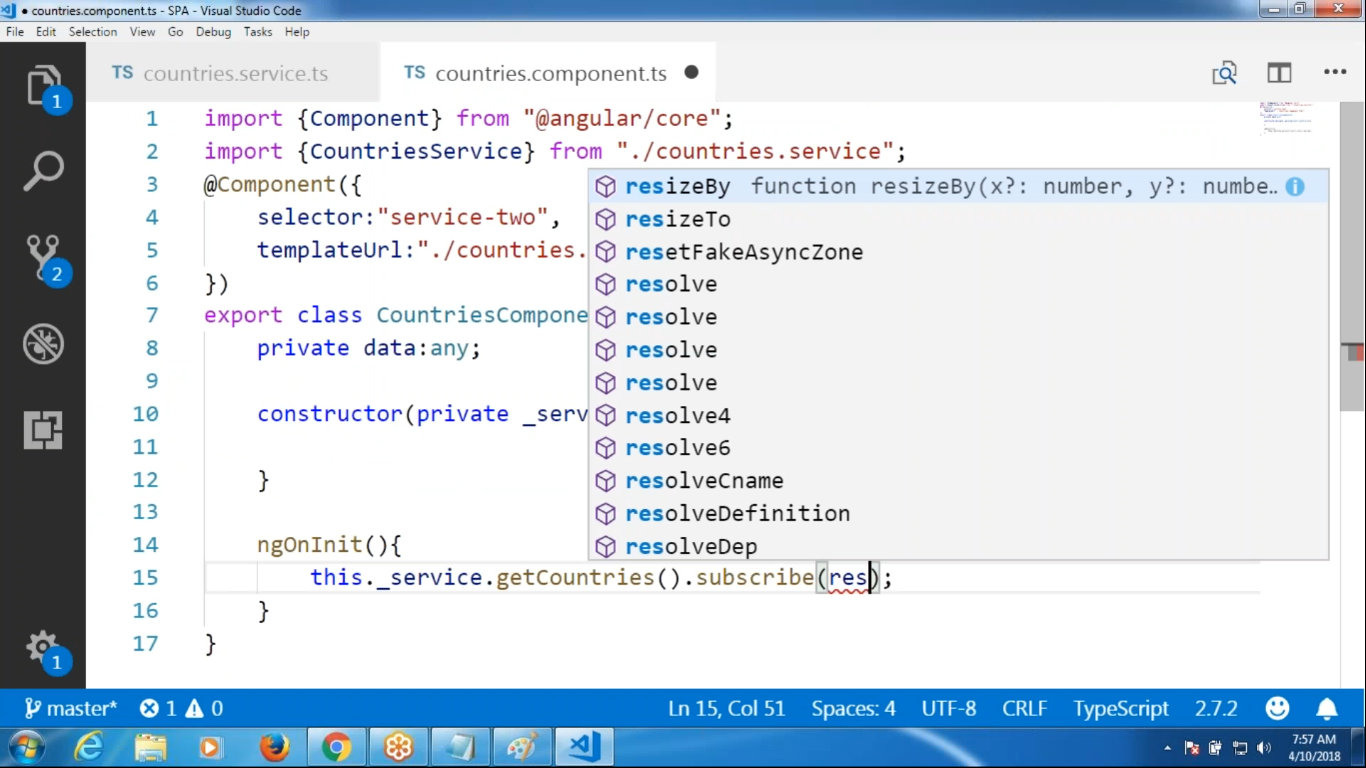 ● countries.component.ts - SPA - Visual Studio Code
File Edit Selection View Go Debug Tasks Help
TS countries.service.ts TS countries.component.ts ●
1 import {Component} from "@angular/core";
2 import {CountriesService} from "./countries.service";
3 @Component({
4 selector:"service-two",
5 templateUrl:"./countries.
6 })
7 export class CountriesCompone
8 private data:any;
9
10 constructor(private _serv
11
12 }
13
14 ngOnInit(){
15 this._service.getCountries().subscribe(res);
16 }
17 }
resizeBy function resizeBy(x?: number, y?: numbe…
resizeTo
resetFakeAsyncZone
resolve
resolve
resolve
resolve
resolve4
resolve6
resolveCname
resolveDefinition
resolveDep
1
2
1
master* 1 0 Ln 15, Col 51 Spaces: 4 UTF-8 CRLF TypeScript 2.7.2
7:57 AM
4/10/2018